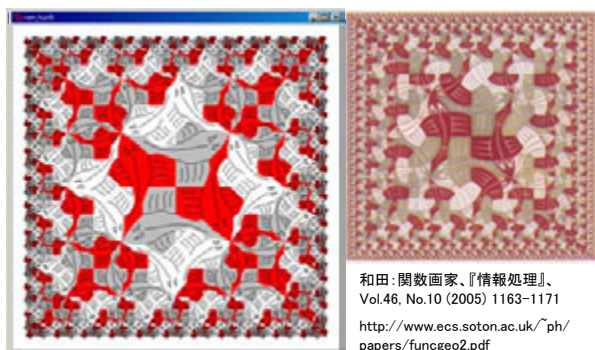 和田：関数画家、『情報処理』、
Vol.46, No.10 (2005) 1163-1171
http://www.ecs.soton.ac.uk/~ph/
papers/funcgeo2.pdf